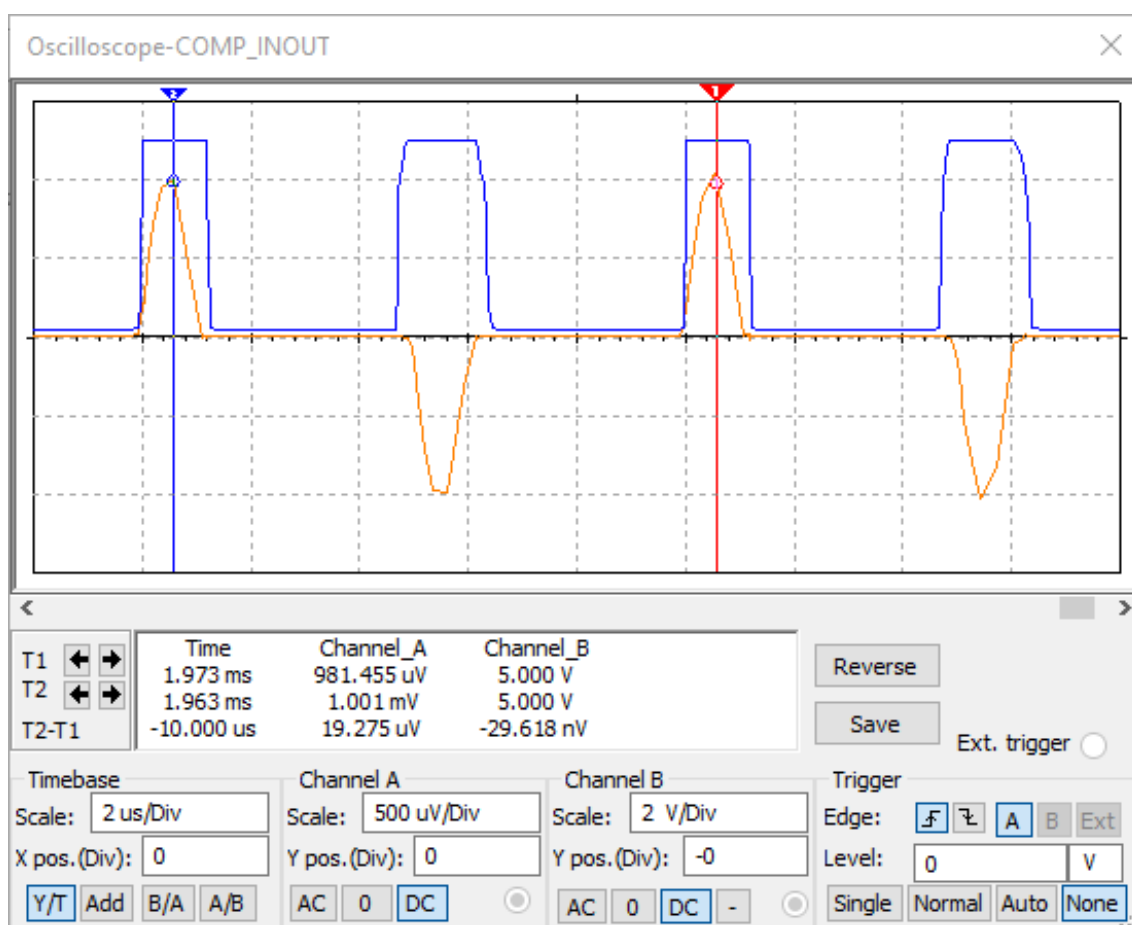 Oscilloscope-COMP_INOUT
2 1
Time Channel_A Channel_B
T1 1.973 ms 981.455 uV 5.000 V
T2 1.963 ms 1.001 mV 5.000 V
T2-T1 -10.000 us 19.275 uV -29.618 nV
Reverse
Save
Ext. trigger
Timebase Channel A Channel B Trigger
Scale: 2 us/Div Scale: 500 uV/Div Scale: 2 V/Div Edge: A B Ext
X pos.(Div): 0 Y pos.(Div): 0 Y pos.(Div): -0 Level: 0 V
Y/T Add B/A A/B AC 0 DC AC 0 DC - Single Normal Auto None